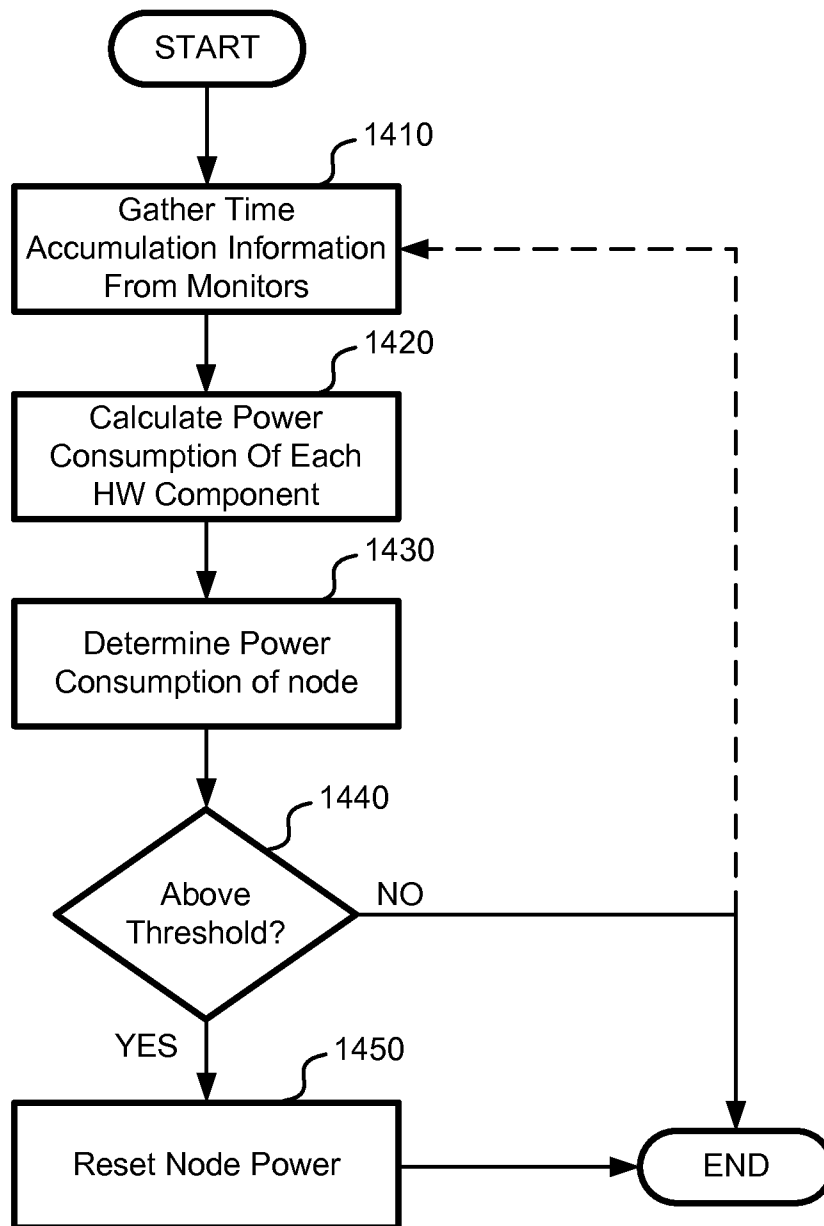 START
1410
Gather Time
Accumulation Information
From Monitors
1420
Calculate Power
Consumption Of Each
HW Component
1430
Determine Power
Consumption of node
1440
Above
Threshold?
NO
YES
1450
Reset Node Power
END